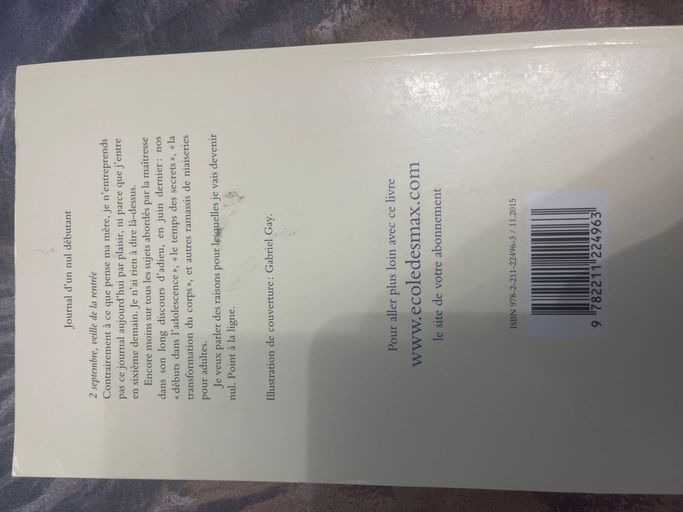 Journal d'un nul débutant
2 septembre, veille de la rentrée
Contrairement à ce que pense ma mère, je n'entreprends
pas ce journal aujourd'hui par plaisir, ni parce que j'entre
en sixième demain. Je n'ai rien à dire là-dessus.
Encore moins sur tous les sujets abordés par la maîtresse
dans son long discours d'adieu, en juin dernier : nos
« débuts dans l'adolescence », « le temps des secrets », « la
transformation du corps », et autres ramassis de niaiseries
pour adultes.
Je veux parler des raisons pour lesquelles je vais devenir
nul. Point à la ligne.
Illustration de couverture : Gabriel Gay.
Pour aller plus loin avec ce livre
www.ecoledesmax.com
le site de votre abonnement
ISBN 978-2-211-22496-3 / 11.2015
9 782211 224963